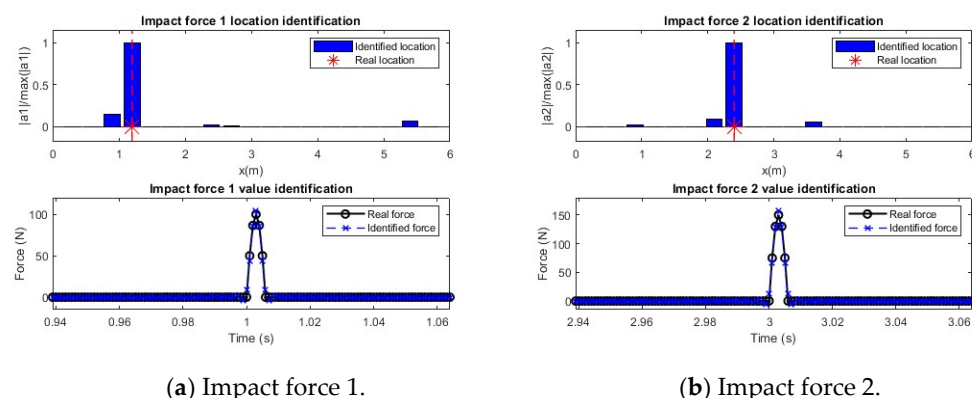 Impact force 1 location identification
|a1|/max(|a1|)
1
0.5
0
Identified location
Real location
0 1 2 3 4 5 6
x(m)
Impact force 1 value identification
Force (N)
100
50
0
Real force
Identified force
0.94 0.96 0.98 1 1.02 1.04 1.06
Time (s)
(a) Impact force 1.
Impact force 2 location identification
|a2|/max(|a2|)
1
0.5
0
Identified location
Real location
0 1 2 3 4 5 6
x(m)
Impact force 2 value identification
Force (N)
150
100
50
0
Real force
Identified force
2.94 2.96 2.98 3 3.02 3.04 3.06
Time (s)
(b) Impact force 2.